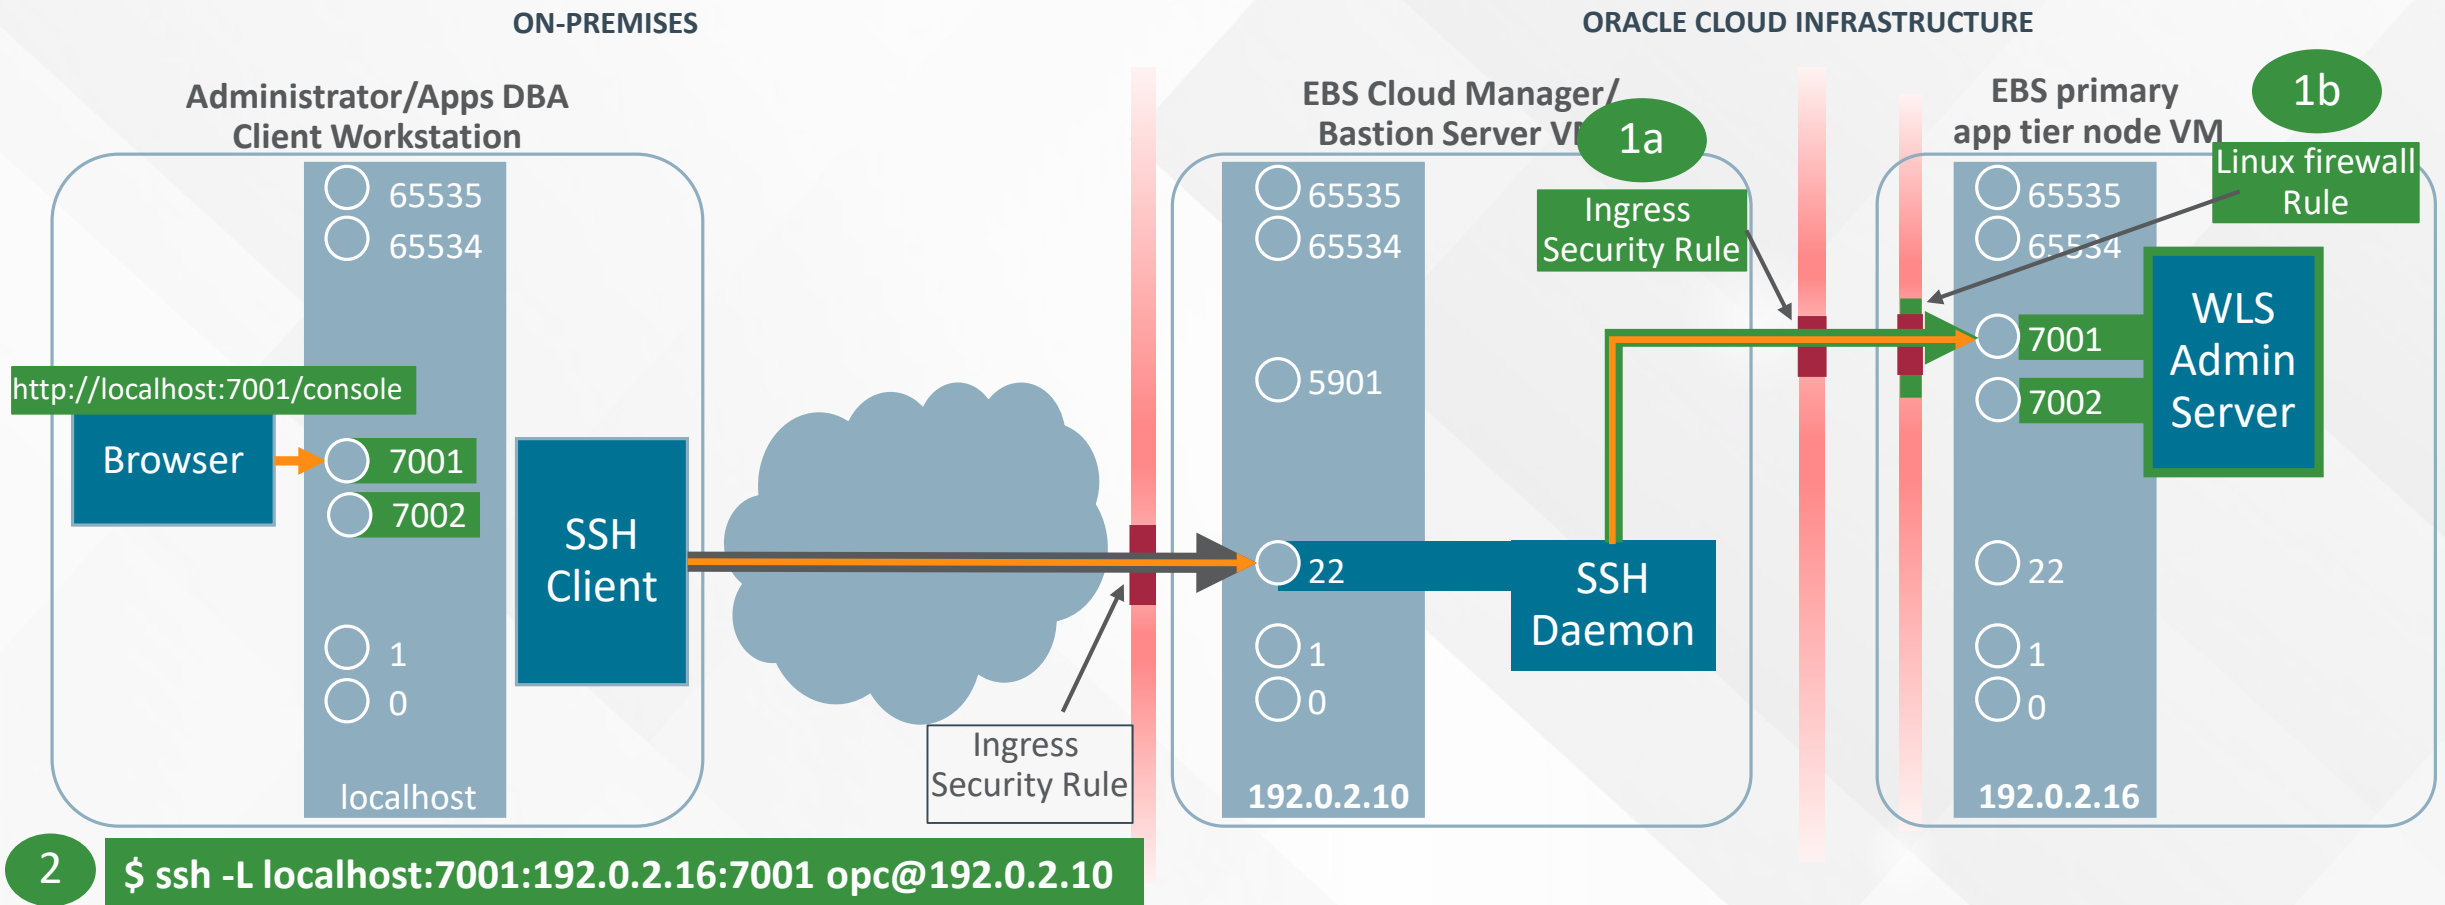 ON-PREMISES
ORACLE CLOUD INFRASTRUCTURE
Administrator/Apps DBA
Client Workstation
65535
65534
http://localhost:7001/console
Browser
7001
7002
SSH
Client
1
0
localhost
Ingress
Security Rule
EBS Cloud Manager/
Bastion Server VM
1a
Ingress
Security Rule
65535
65534
5901
22
SSH
Daemon
1
0
192.0.2.10
EBS primary
app tier node VM
1b
Linux firewall
Rule
65535
65534
7001
7002
WLS
Admin
Server
22
1
0
192.0.2.16
2
$ ssh -L localhost:7001:192.0.2.16:7001 opc@192.0.2.10